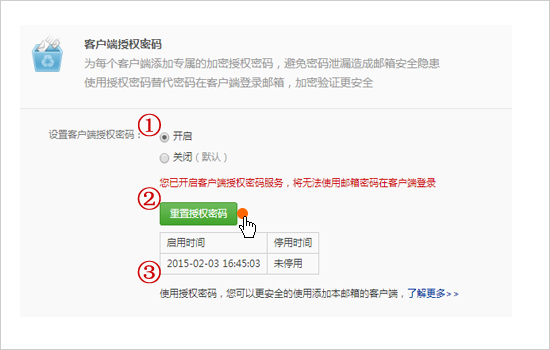 客户端授权密码
为每个客户端添加专属的加密授权密码，避免密码泄漏造成邮箱安全隐患
使用授权密码替代密码在客户端登录邮箱，加密验证更安全
设置客户端授权密码： ① 开启
关闭（默认）
您已开启客户端授权密码服务，将无法使用邮箱密码在客户端登录
②
重置授权密码
启用时间 停用时间
③ 2015-02-03 16:45:03 未停用
使用授权密码，您可以更安全的使用添加本邮箱的客户端，了解更多>>